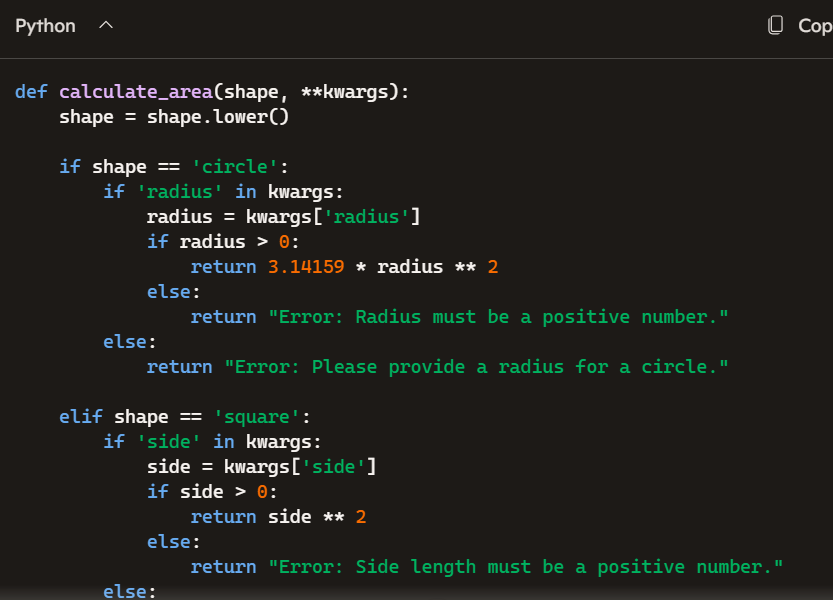 Python
Cop
def calculate_area(shape, **kwargs):
    shape = shape.lower()

    if shape == 'circle':
        if 'radius' in kwargs:
            radius = kwargs['radius']
            if radius > 0:
                return 3.14159 * radius ** 2
            else:
                return "Error: Radius must be a positive number."
        else:
            return "Error: Please provide a radius for a circle."

    elif shape == 'square':
        if 'side' in kwargs:
            side = kwargs['side']
            if side > 0:
                return side ** 2
            else:
                return "Error: Side length must be a positive number."
        else: